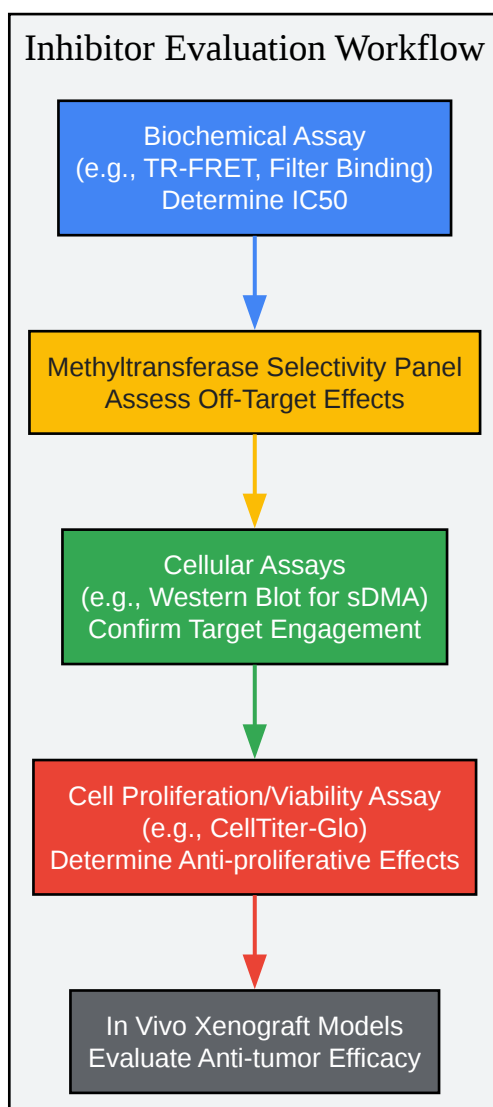 Inhibitor Evaluation Workflow
Biochemical Assay
(e.g., TR-FRET, Filter Binding)
Determine IC50
Methyltransferase Selectivity Panel
Assess Off-Target Effects
Cellular Assays
(e.g., Western Blot for sDMA)
Confirm Target Engagement
Cell Proliferation/Viability Assay
(e.g., CellTiter-Glo)
Determine Anti-proliferative Effects
In Vivo Xenograft Models
Evaluate Anti-tumor Efficacy